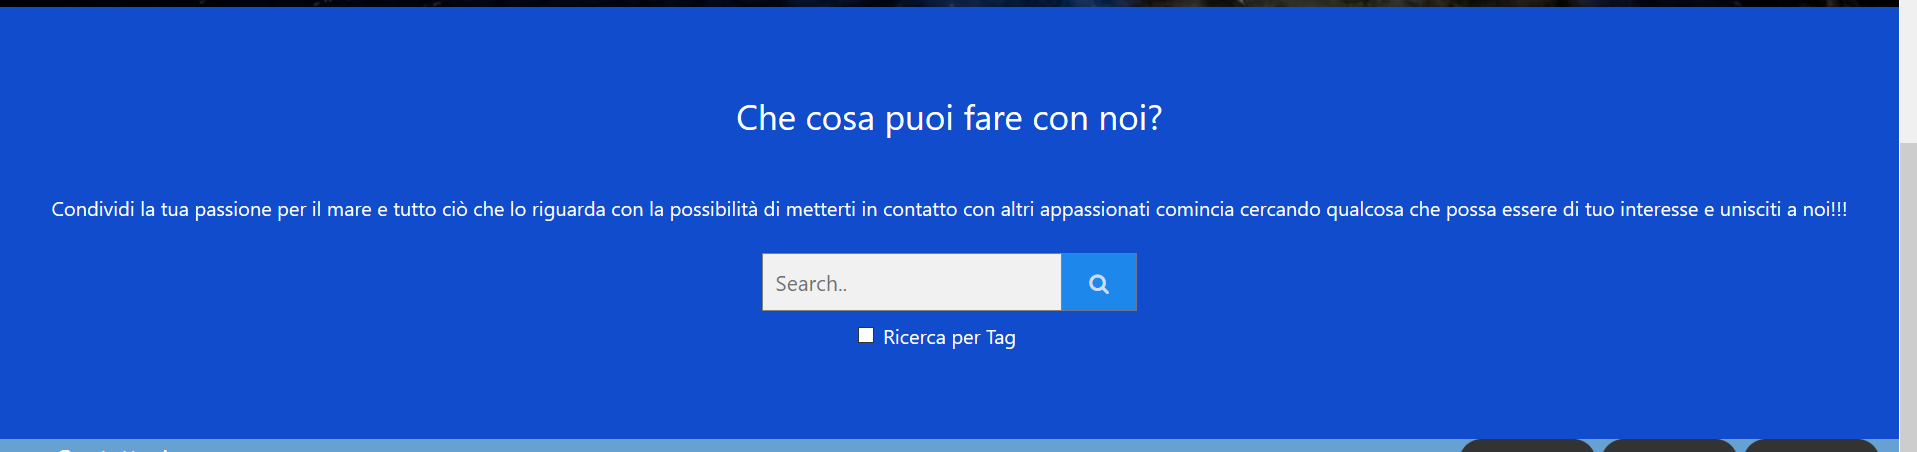 Che cosa puoi fare con noi?
Condividi la tua passione per il mare e tutto ciò che lo riguarda con la possibilità di metterti in contatto con altri appassionati comincia cercando qualcosa che possa essere di tuo interesse e unisciti a noi!!!
Search..
Ricerca per Tag